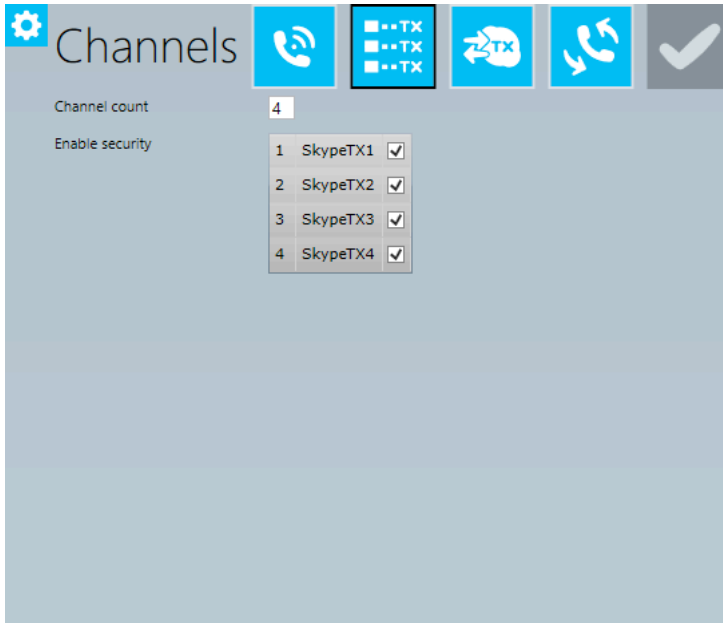 Channels
TX
TX
TX
TX
Channel count 4
Enable security
1 SkypeTX1
2 SkypeTX2
3 SkypeTX3
4 SkypeTX4